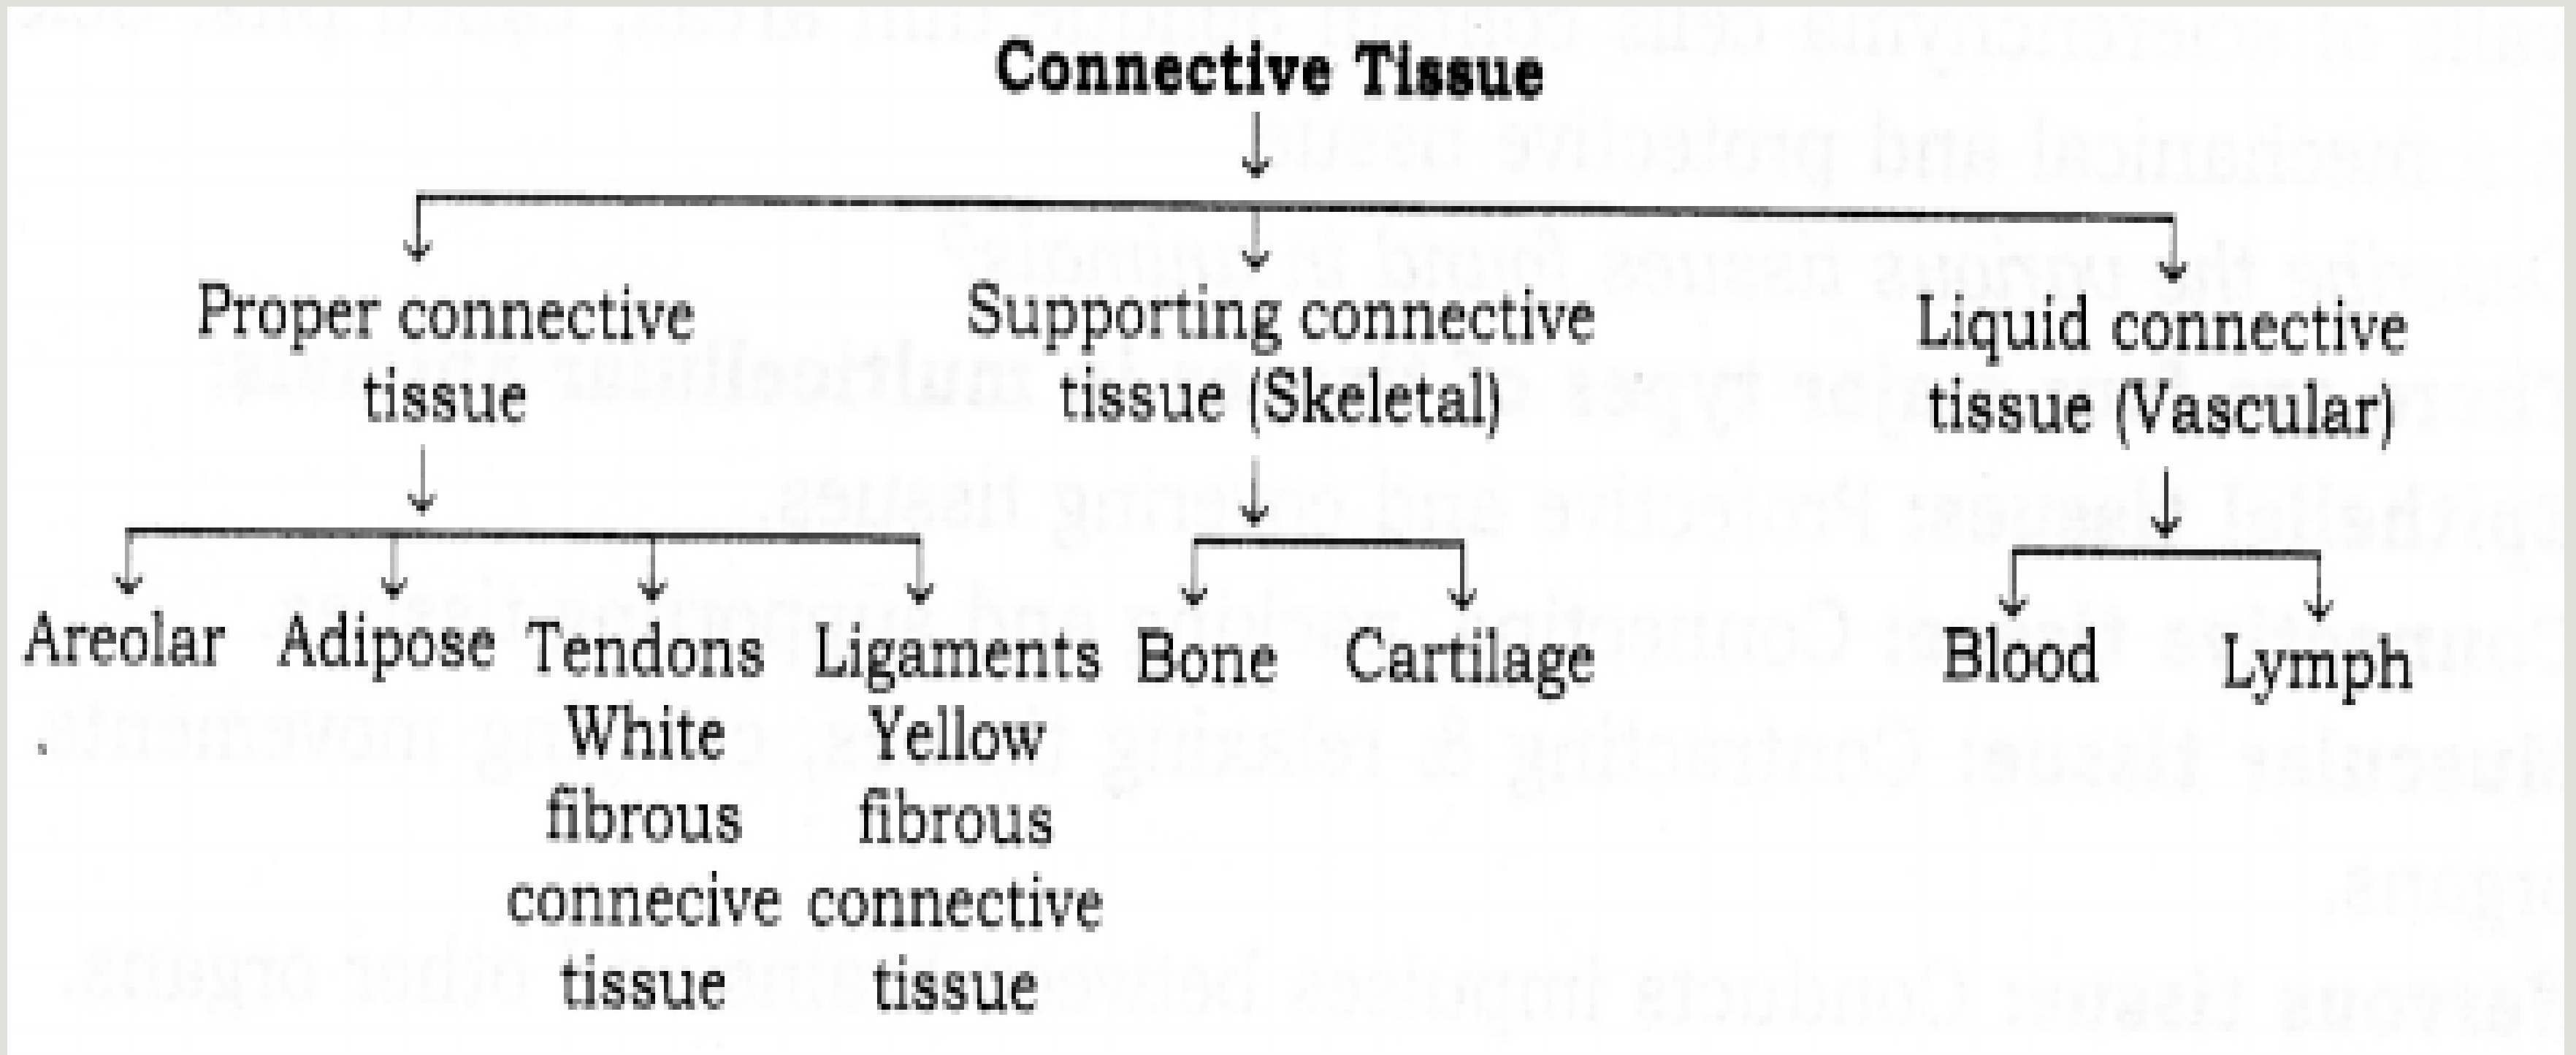 Connective Tissue
Proper connective
tissue
Supporting connective
tissue (Skeletal)
Liquid connective
tissue (Vascular)
Areolar
Adipose
Tendons
White
fibrous
connecive
tissue
Ligaments
Yellow
fibrous
connective
tissue
Bone
Cartilage
Blood
Lymph